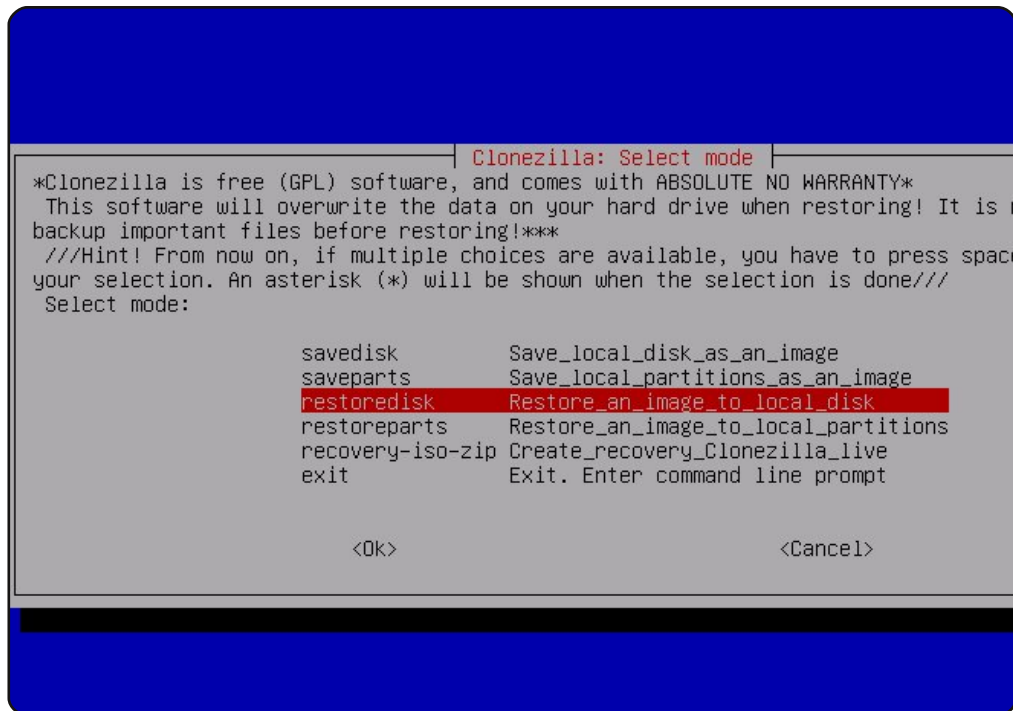 Clonezilla: Select mode
*Clonezilla is free (GPL) software, and comes with ABSOLUTE NO WARRANTY*
This software will overwrite the data on your hard drive when restoring! It is
backup important files before restoring!***
///Hint! From now on, if multiple choices are available, you have to press spac
your selection. An asterisk (*) will be shown when the selection is done///
Select mode:
savedisk Save_local_disk_as_an_image
saveparts Save_local_partitions_as_an_image
restoredisk Restore_an_image_to_local_disk
restoreparts Restore_an_image_to_local_partitions
recovery-iso-zip Create_recovery_Clonezilla_live
exit Exit. Enter command line prompt
<Ok> <Cancel>